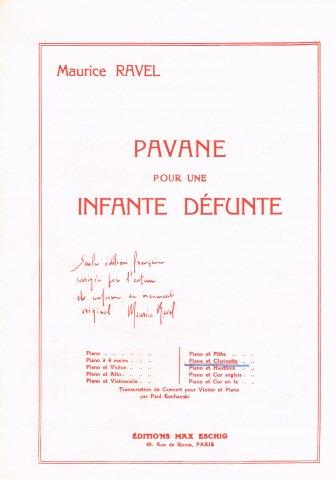 Maurice RAVEL
PAVANE
POUR UNE
INFANTE DÉFUNTE
Seule édition française
corrigée par l'auteur
et conforme au manuscrit
original Maurice Ravel
Piano . . . . . Piano et Flûte . . . .
Piano à 4 mains . . . . Piano et Clarinette . . .
Piano et Violon . . . . Piano et Hautbois . . .
Piano et Alto . . . . Piano et Cor anglais . .
Piano et Violoncelle . . . Piano et Cor en fa . . .
Transcription de Concert pour Violon et Piano
par Paul Kochanski
ÉDITIONS MAX ESCHIG
48, Rue de Rome, PARIS